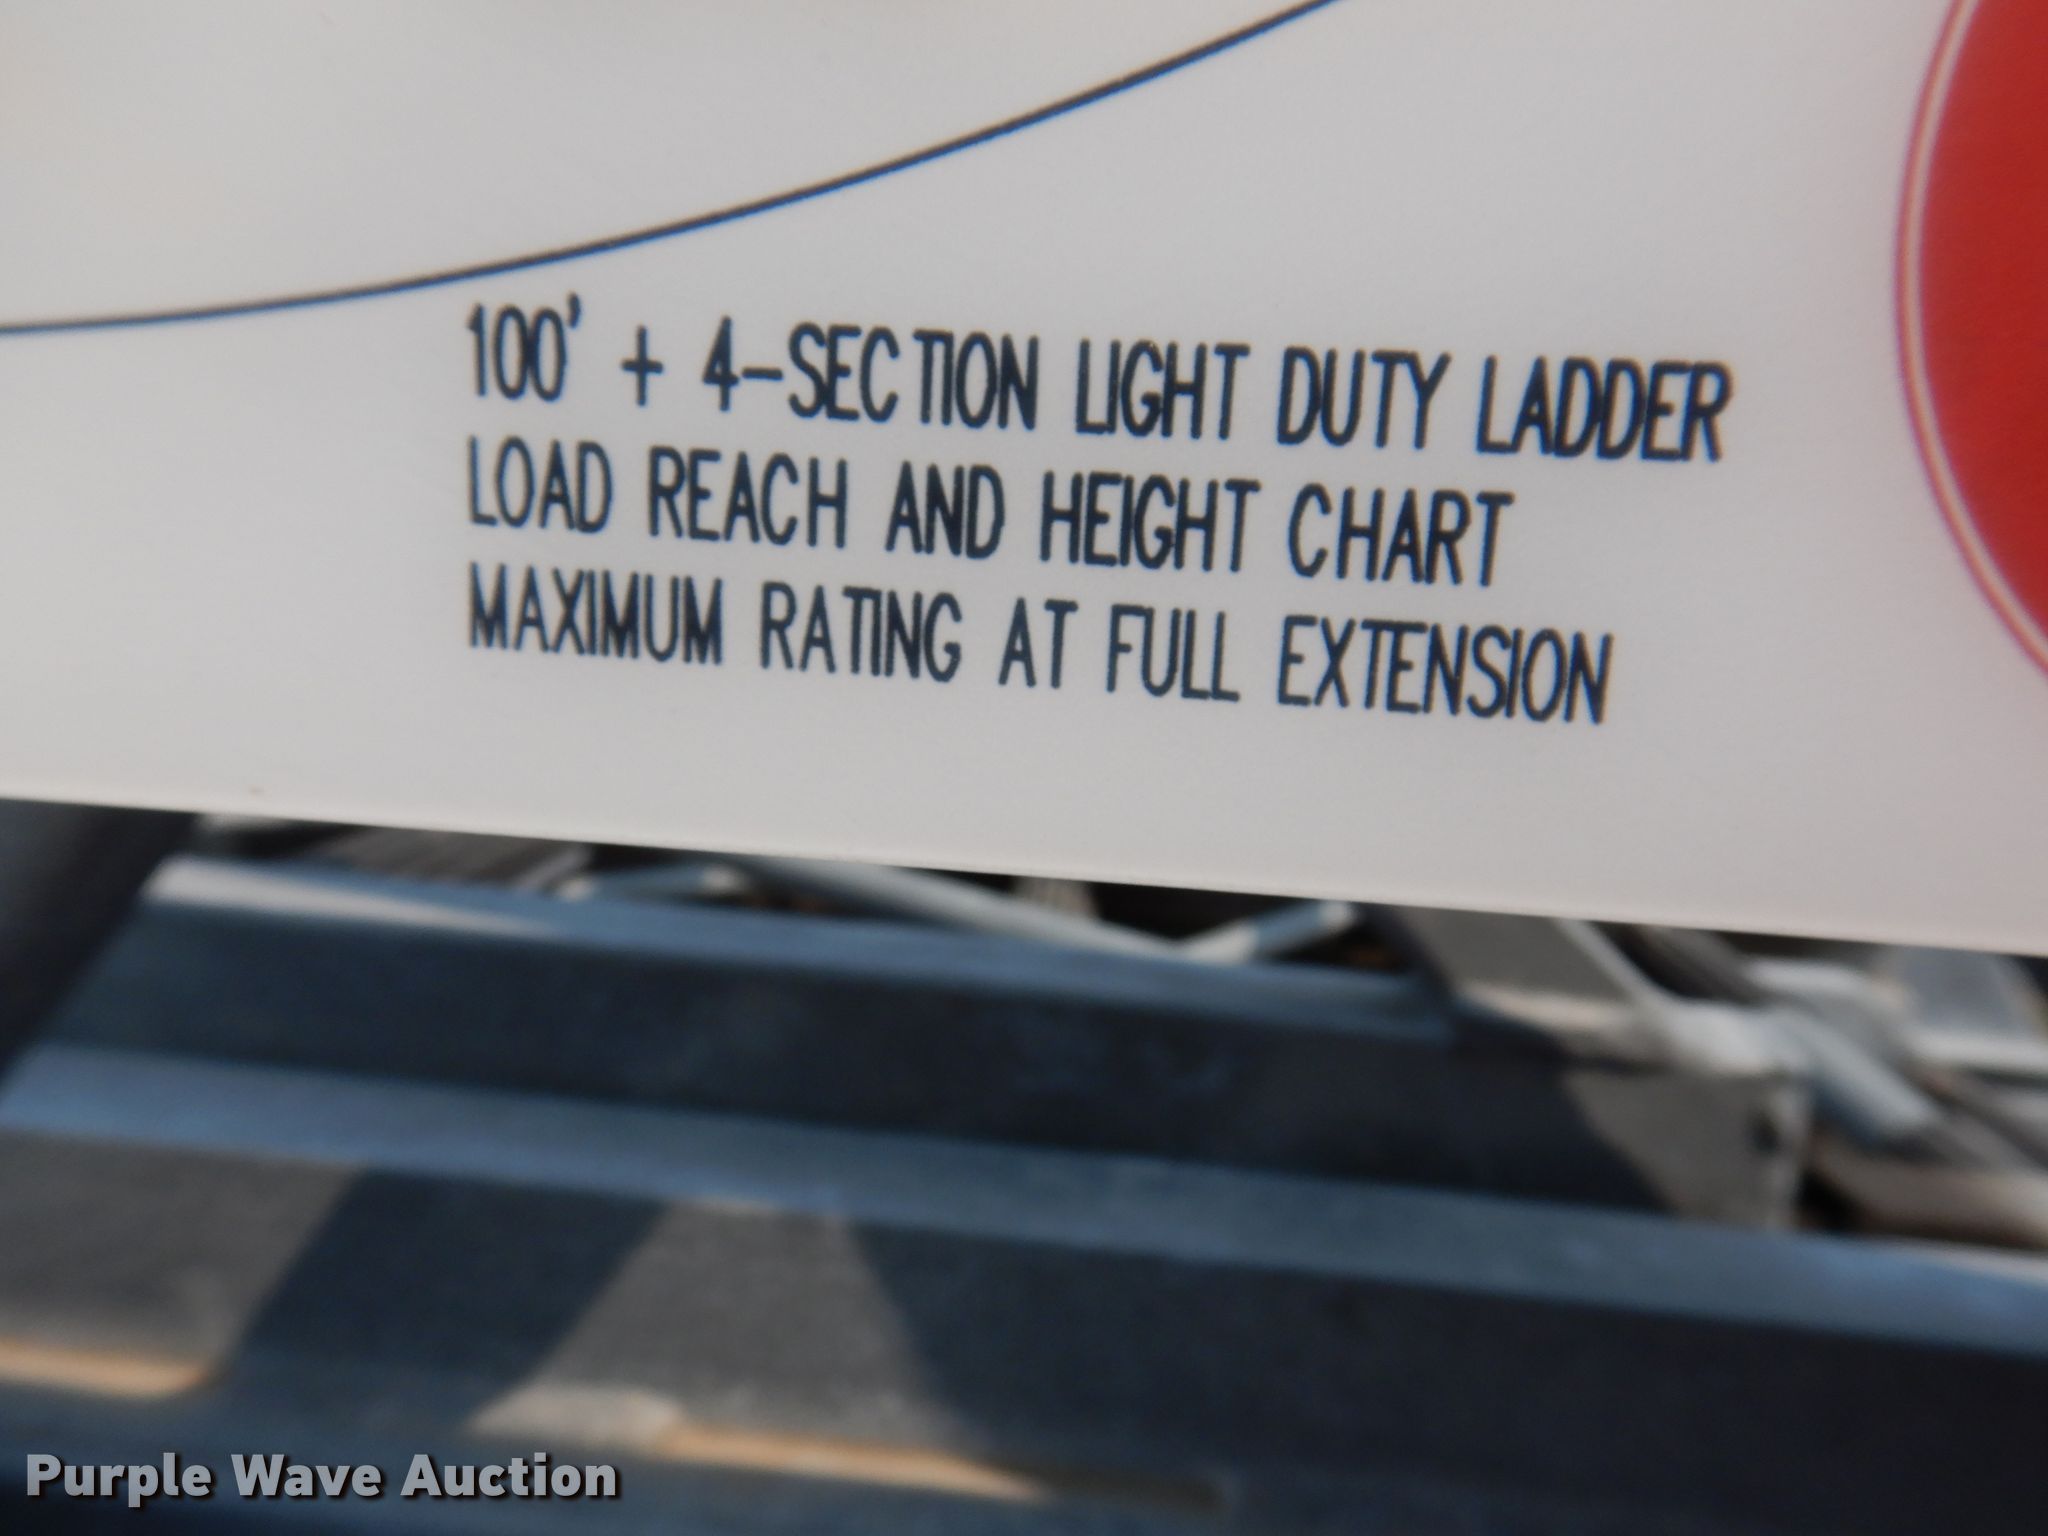 100' + 4-SECTION LIGHT DUTY LADDER
LOAD REACH AND HEIGHT CHART
MAXIMUM RATING AT FULL EXTENSION
Purple Wave Auction